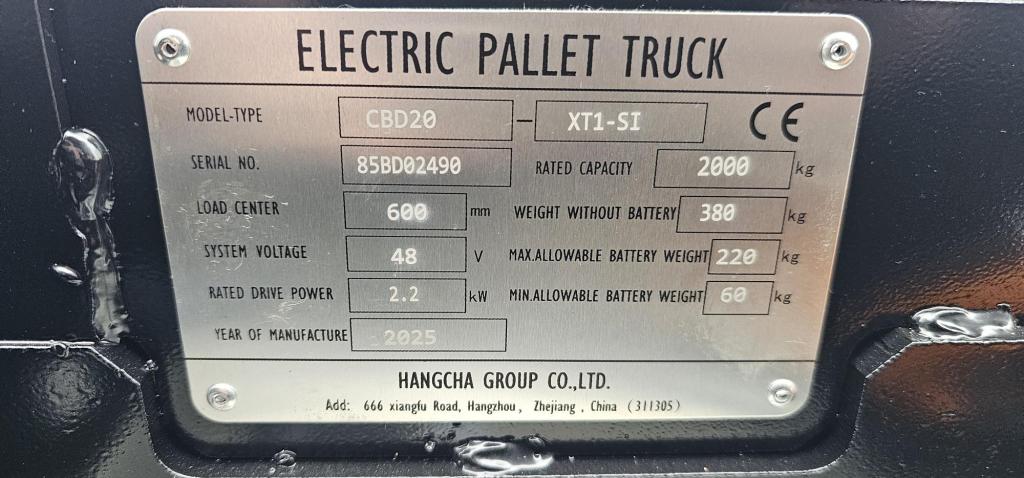 ELECTRIC PALLET TRUCK
MODEL-TYPE CBD20 – XT1-SI CE
SERIAL NO. 85BD02490 RATED CAPACITY 2000 kg
LOAD CENTER 600 mm WEIGHT WITHOUT BATTERY 380 kg
SYSTEM VOLTAGE 48 V MAX.ALLOWABLE BATTERY WEIGHT 220 kg
RATED DRIVE POWER 2.2 kW MIN.ALLOWABLE BATTERY WEIGHT 60 kg
YEAR OF MANUFACTURE 2025
HANGCHA GROUP CO.,LTD.
Add: 666 xiangfu Road, Hangzhou, Zhejiang, China (311305)